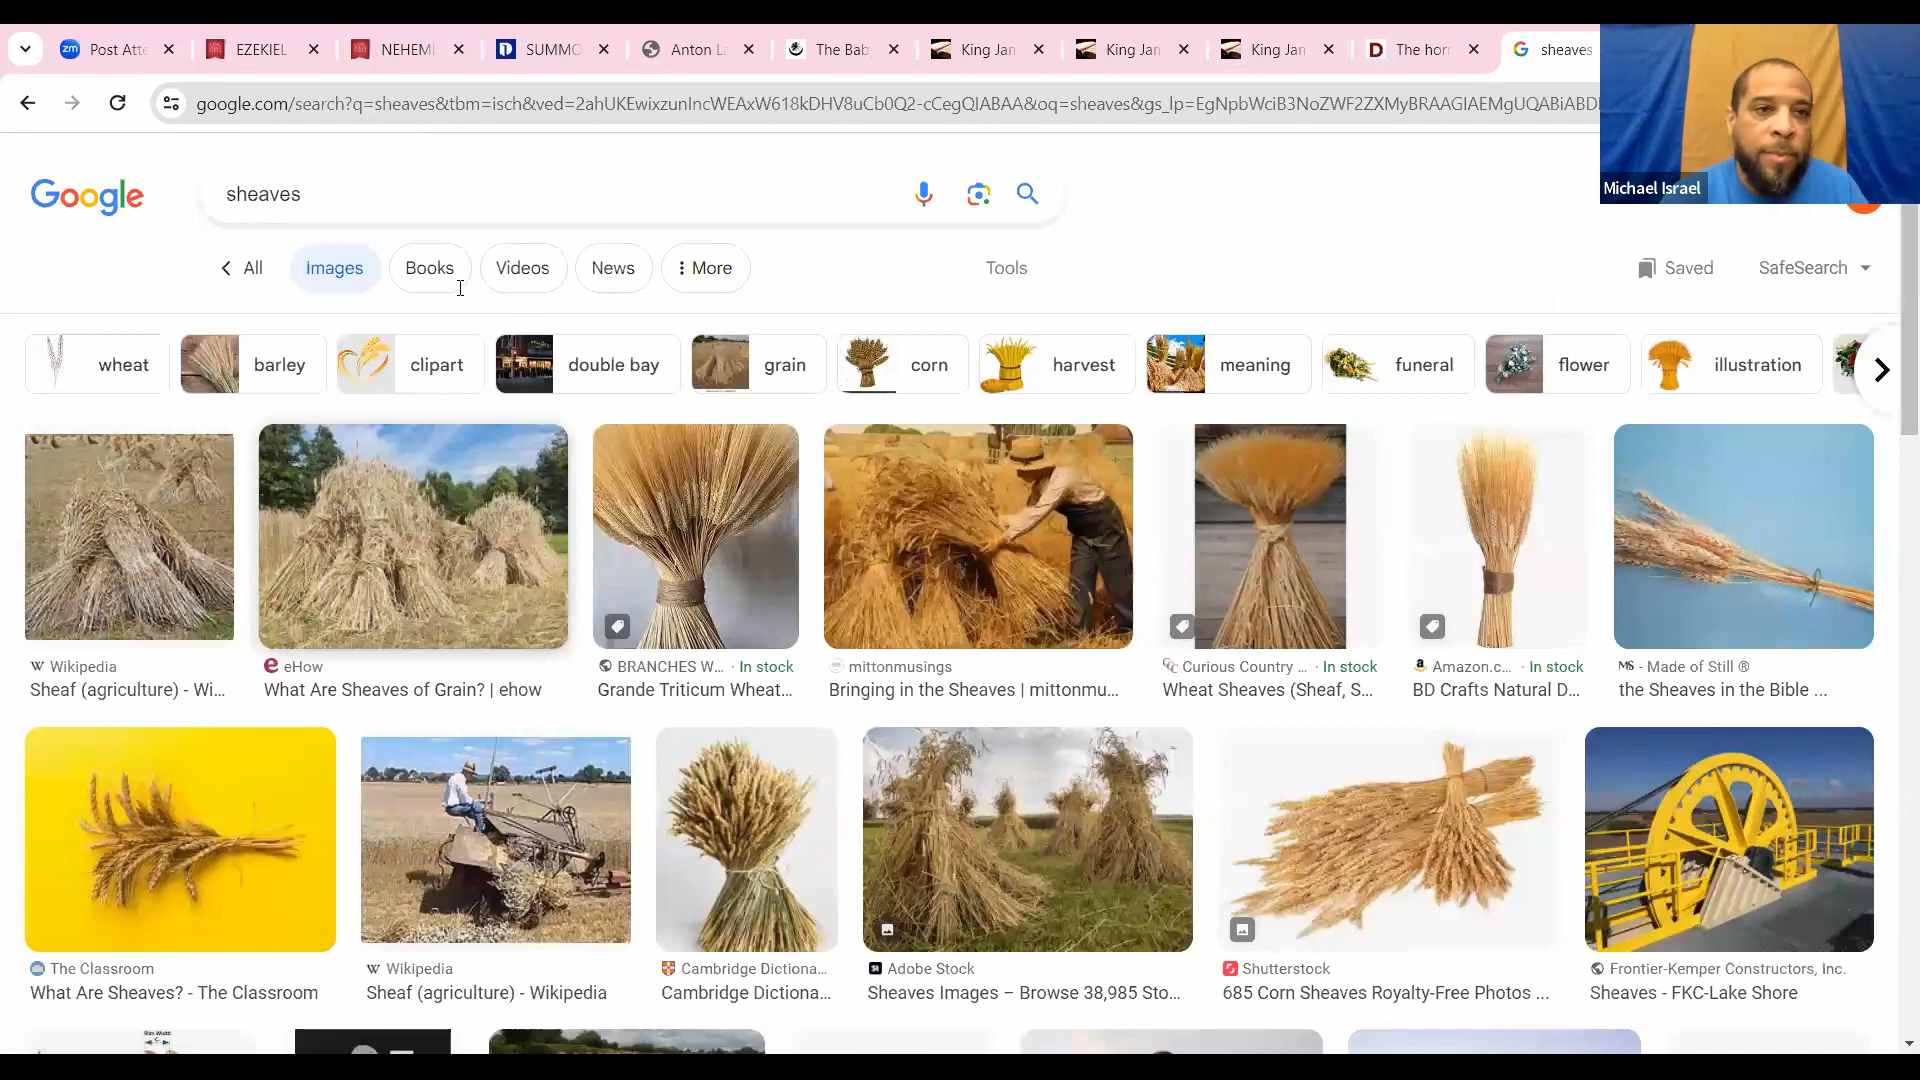 zm Post Atte
EZEKIEL
NEHEMI
SUMMO
Anton L
The Bab
King Jan
King Jan
King Jan
The horr
sheaves
google.com/search?q=sheaves&tbm=isch&ved=2ahUKEwixzunIncWEAxW618kDHV8uCb0Q2-cCegQIABAA&oq=sheaves&gs_lp=EgNpbWciB3NoZWF2ZXMyBRAAGIAEMgUQABiABD
Michael Israel
Google
sheaves
All
Images
Books
Videos
News
More
Tools
Saved
SafeSearch
wheat
barley
clipart
double bay
grain
corn
harvest
meaning
funeral
flower
illustration
Wikipedia
Sheaf (agriculture) - Wi...
eHow
What Are Sheaves of Grain? | ehow
BRANCHES W... · In stock
Grande Triticum Wheat...
mittonmusings
Bringing in the Sheaves | mittonmu...
Curious Country ... · In stock
Wheat Sheaves (Sheaf, S...
Amazon.c... · In stock
BD Crafts Natural D...
MS - Made of Still ®
the Sheaves in the Bible ...
The Classroom
What Are Sheaves? - The Classroom
Wikipedia
Sheaf (agriculture) - Wikipedia
Cambridge Dictiona...
Cambridge Dictiona...
Adobe Stock
Sheaves Images – Browse 38,985 Sto...
Shutterstock
685 Corn Sheaves Royalty-Free Photos ...
Frontier-Kemper Constructors, Inc.
Sheaves - FKC-Lake Shore
Rim Width
C